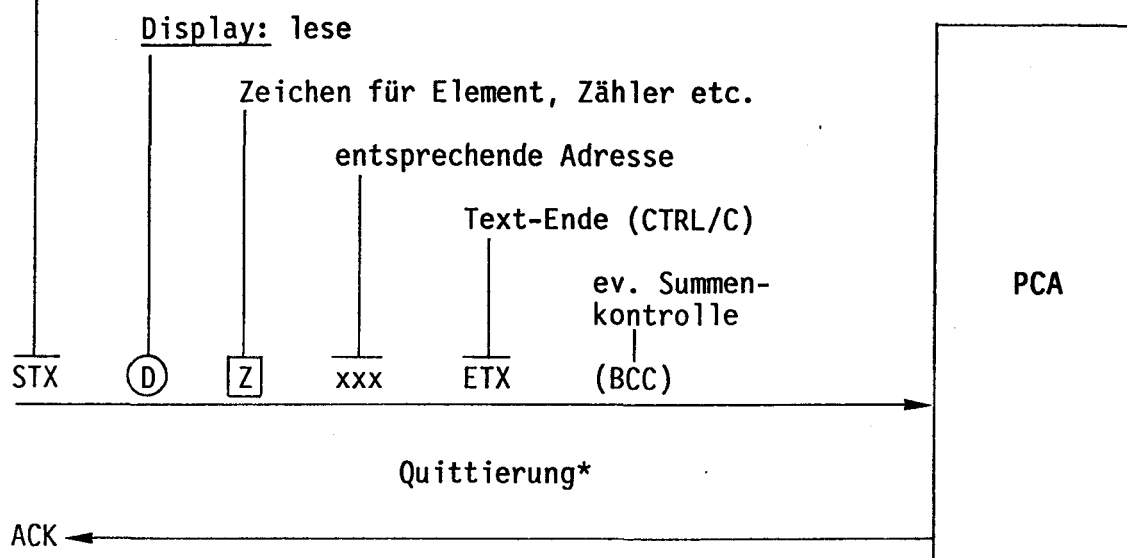 Display: lese
Zeichen für Element, Zähler etc.
entsprechende Adresse
Text-Ende (CTRL/C)
ev. Summen-
kontrolle
PCA
STX D Z xxx ETX (BCC)
Quittierung*
ACK